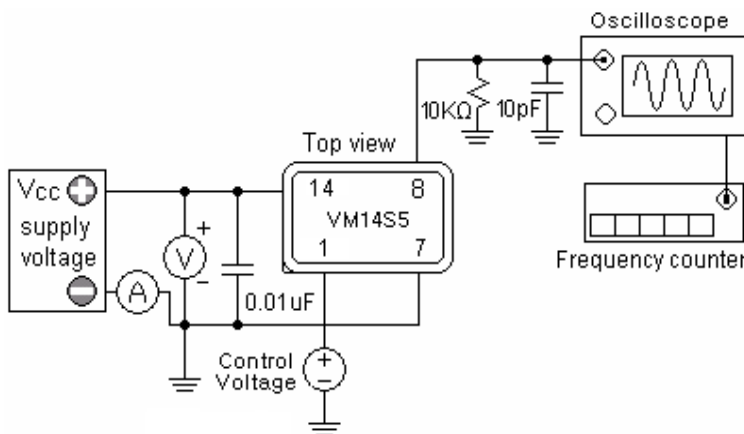 Oscilloscope
10KΩ
10pF
Top view
Vcc +
supply
voltage
−
A
+
V
−
0.01uF
14 8
VM14S5
1 7
Frequency counter
Control
Voltage
+
−